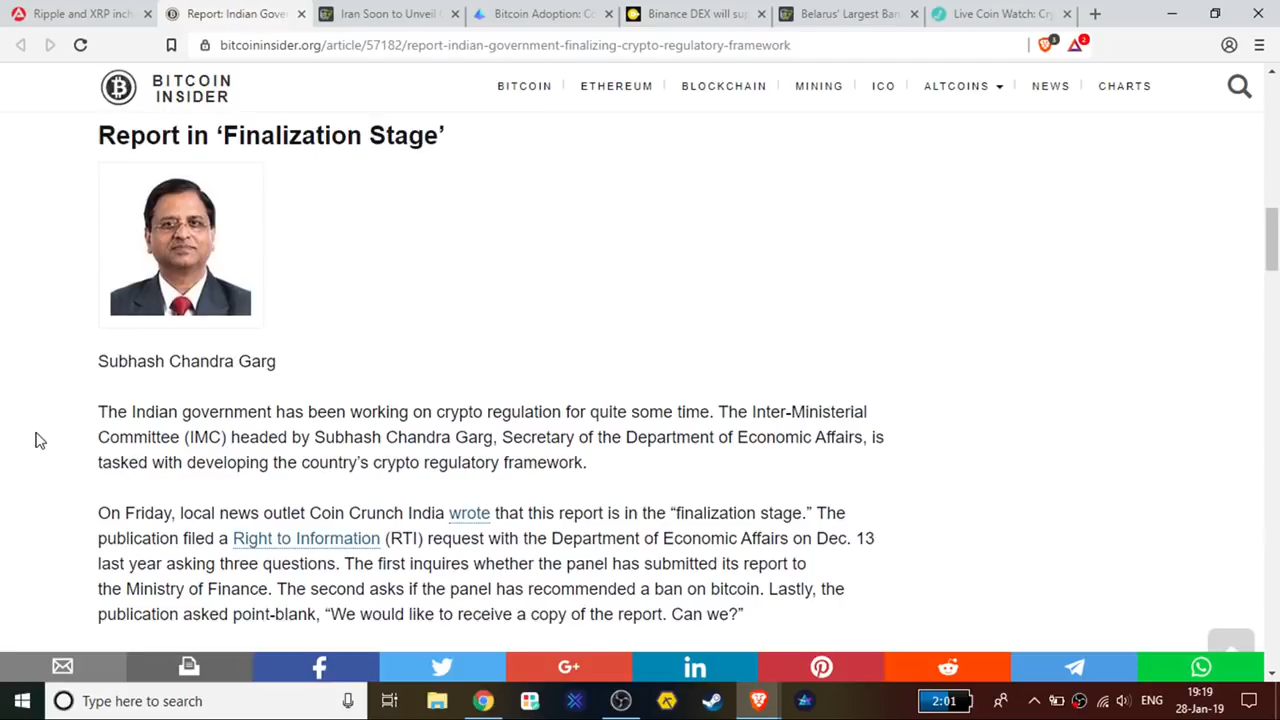 Ripple and XRP inch
Report: Indian Gove
Iran Soon to Unveil
Bitcoin Adoption: Co
Binance DEX will sup
Belarus' Largest Ban
Live Coin Watch: Cry
bitcoininsider.org/article/57182/report-indian-government-finalizing-crypto-regulatory-framework
3
2
BITCOIN INSIDER
BITCOIN
ETHEREUM
BLOCKCHAIN
MINING
ICO
ALTCOINS
NEWS
CHARTS
Report in ‘Finalization Stage’
Subhash Chandra Garg
The Indian government has been working on crypto regulation for quite some time. The Inter-Ministerial
Committee (IMC) headed by Subhash Chandra Garg, Secretary of the Department of Economic Affairs, is
tasked with developing the country’s crypto regulatory framework.
On Friday, local news outlet Coin Crunch India wrote that this report is in the “finalization stage.” The
publication filed a Right to Information (RTI) request with the Department of Economic Affairs on Dec. 13
last year asking three questions. The first inquires whether the panel has submitted its report to
the Ministry of Finance. The second asks if the panel has recommended a ban on bitcoin. Lastly, the
publication asked point-blank, “We would like to receive a copy of the report. Can we?”
Type here to search
2:01
ENG
19:19
28-Jan-19